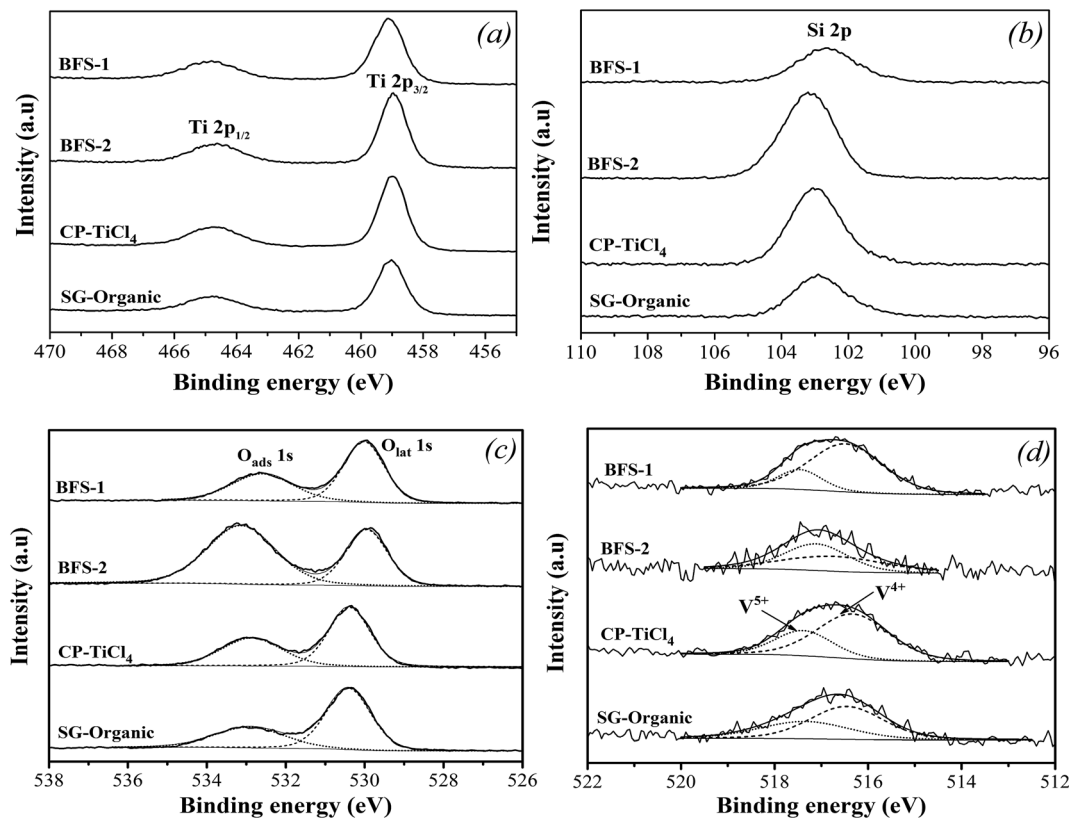 (a)
BFS-1
Ti 2p3/2
Ti 2p1/2
BFS-2
CP-TiCl4
SG-Organic
Intensity (a.u)
470 468 466 464 462 460 458 456
Binding energy (eV)
(b)
Si 2p
BFS-1
BFS-2
CP-TiCl4
SG-Organic
Intensity (a.u)
110 108 106 104 102 100 98 96
Binding energy (eV)
(c)
Oads 1s
Olat 1s
BFS-1
BFS-2
CP-TiCl4
SG-Organic
Intensity (a.u)
538 536 534 532 530 528 526
Binding energy (eV)
(d)
BFS-1
BFS-2
V5+
V4+
CP-TiCl4
SG-Organic
Intensity (a.u)
522 520 518 516 514 512
Binding energy (eV)